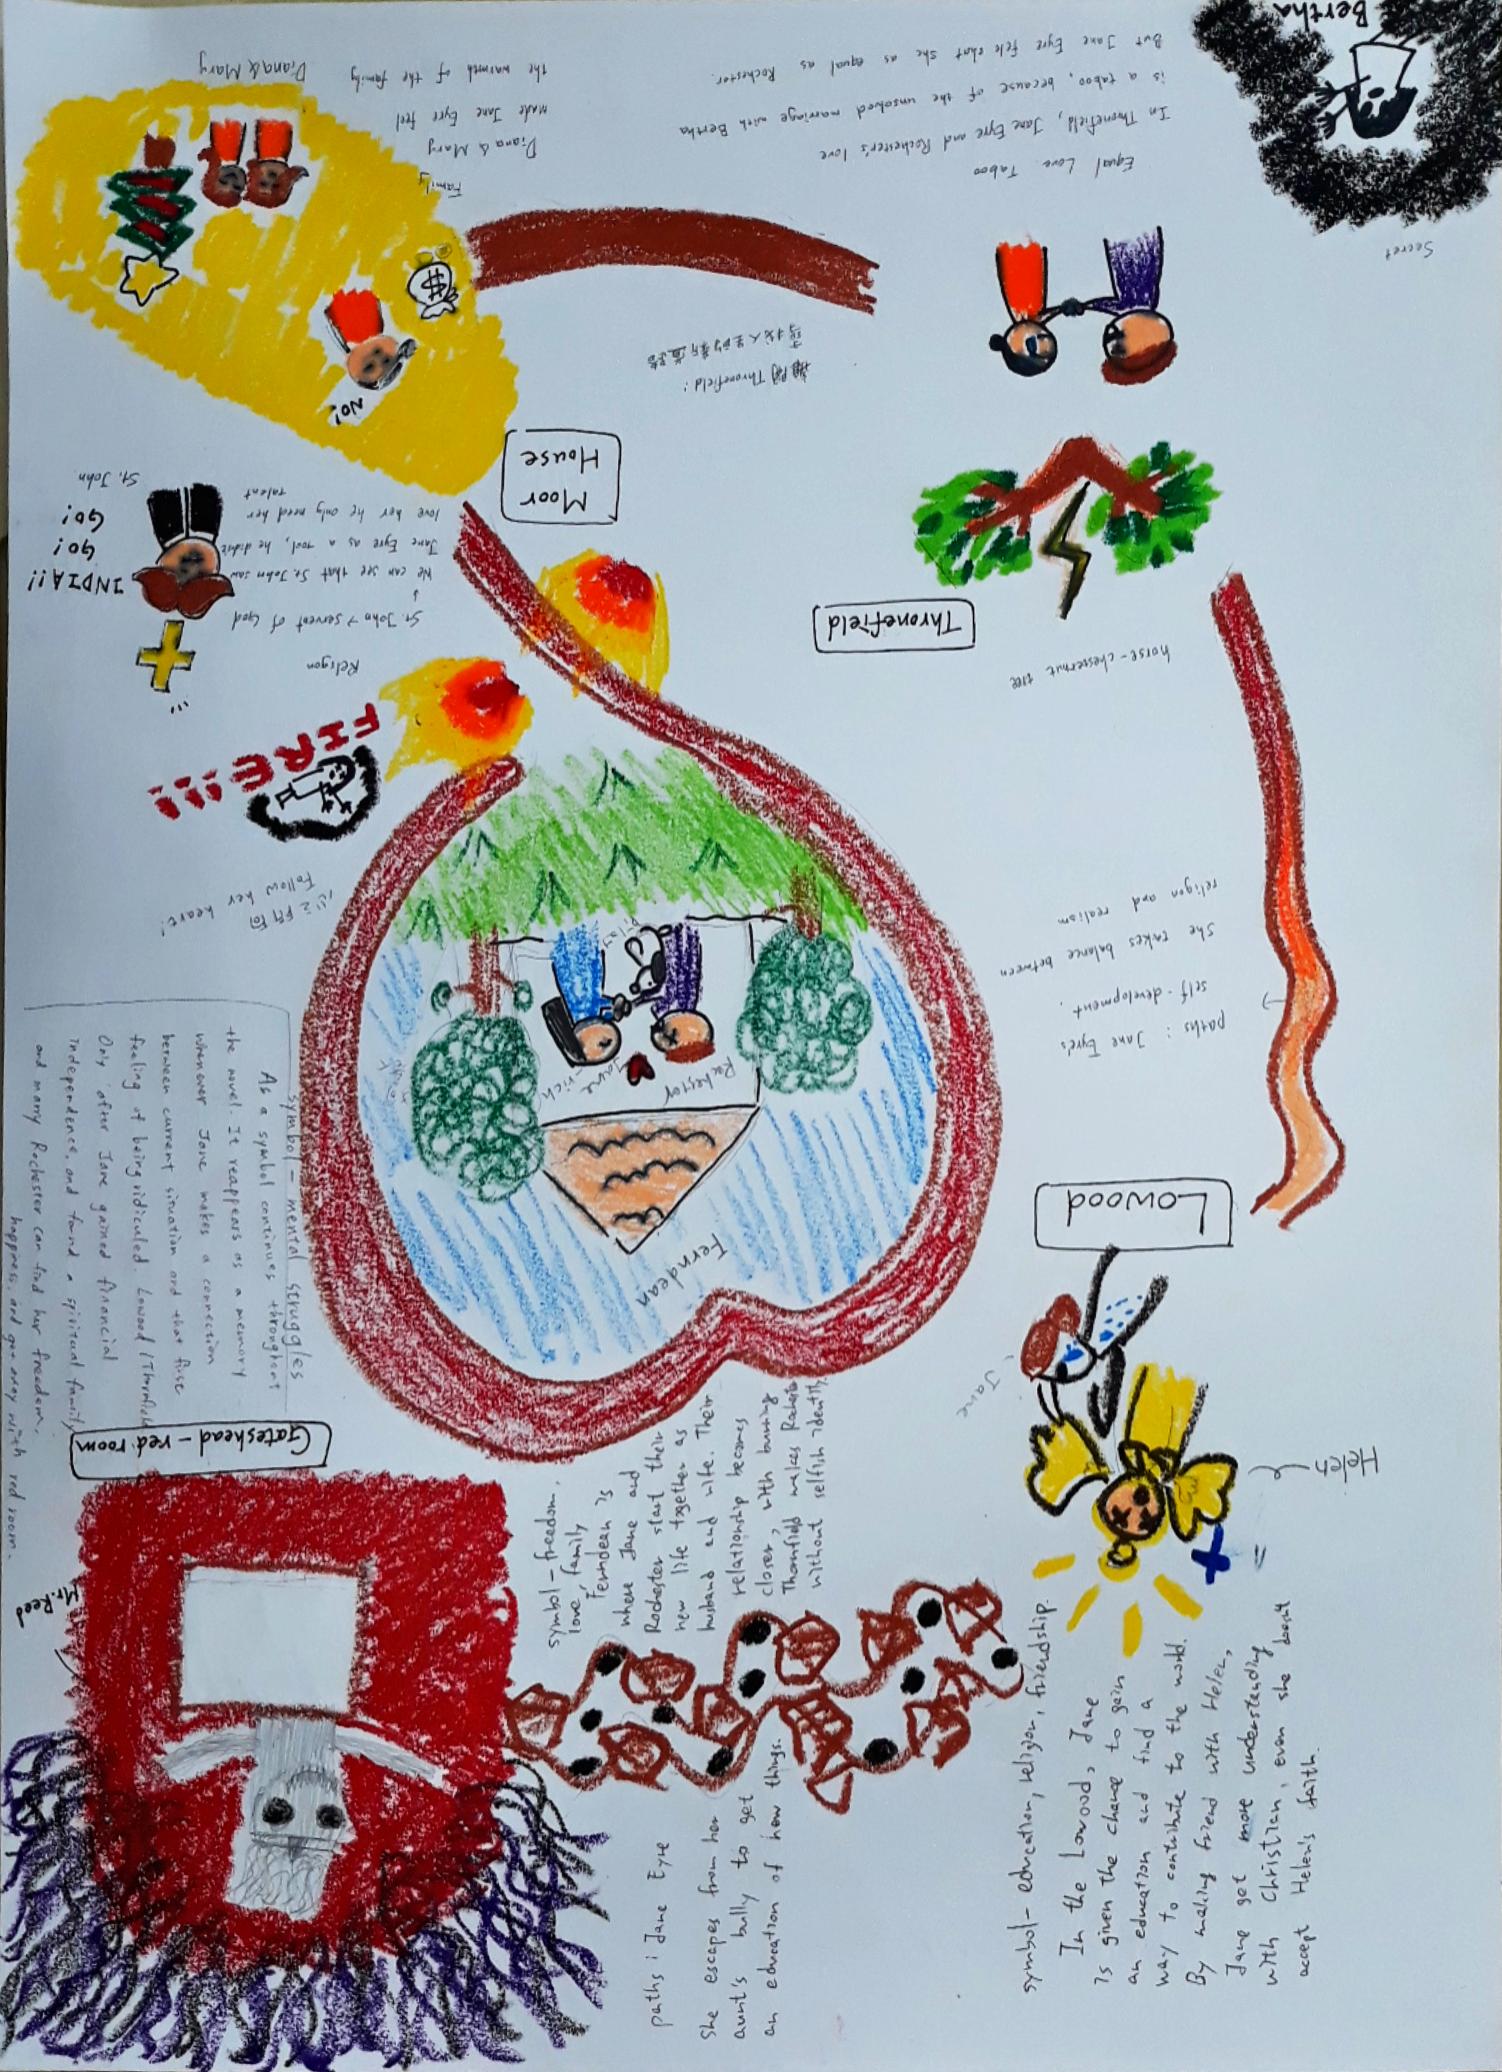 paths : Jane Eyre
She escapes from her
aunt's bully to get
an education of how things.
symbol - education, religion, friendship.
In the Lowood, Jane
is given the chance to gain
an education and find a
way to contribute to the world.
By making friend with Helen,
Jane got more understanding
with Christian, even she doesn't
accept Helen's faith.
Mr. Reed
Gateshead - red room
symbol - mental struggles
As a symbol continues throughout
the novel. It reappears as a memory
whenever Jane makes a connection
between current situation and that first
feeling of being ridiculed. Lowood / Thrnfield
Only after Jane gained financial
independence, and found a spiritual family
and marry Rochester can find her freedom.
happiness, and go away with red room.
symbol - freedom,
love, family
Ferndean is
where Jane and
Rochester start their
new life together as
husband and wife. Their
relationship becomes
closer, with burning
Thornfield makes Rochester
without selfish identity.
Helen
Jane
Lowood
Ferndean
Rochester
Jane
rich
Pilot
paths : Jane Eyre's
self-development.
She takes balance between
religon and realism
心之所向
Follow her heart!
FIRE!!!
horse-chesternut tree
Thronefield
Religon
St. John → servent of God
We can see that St. John saw
Jane Eyre as a tool, he didn't
love her he only need her
talent
INDIA!!
GO!
GO!
St. John
Moor
House
NO!
$
離開 Thronefield :
尋找人生的新道路
Secret
Bertha
Equal Love Taboo
In Thronefield, Jane Eyre and Rochester's love
is a taboo, because of the unsolved marriage with Bertha
But Jane Eyre felt that she as equal as Rochester.
Family
Diana & Mary
made Jane Eyre feel
the warmth of the family
Diana & Mary